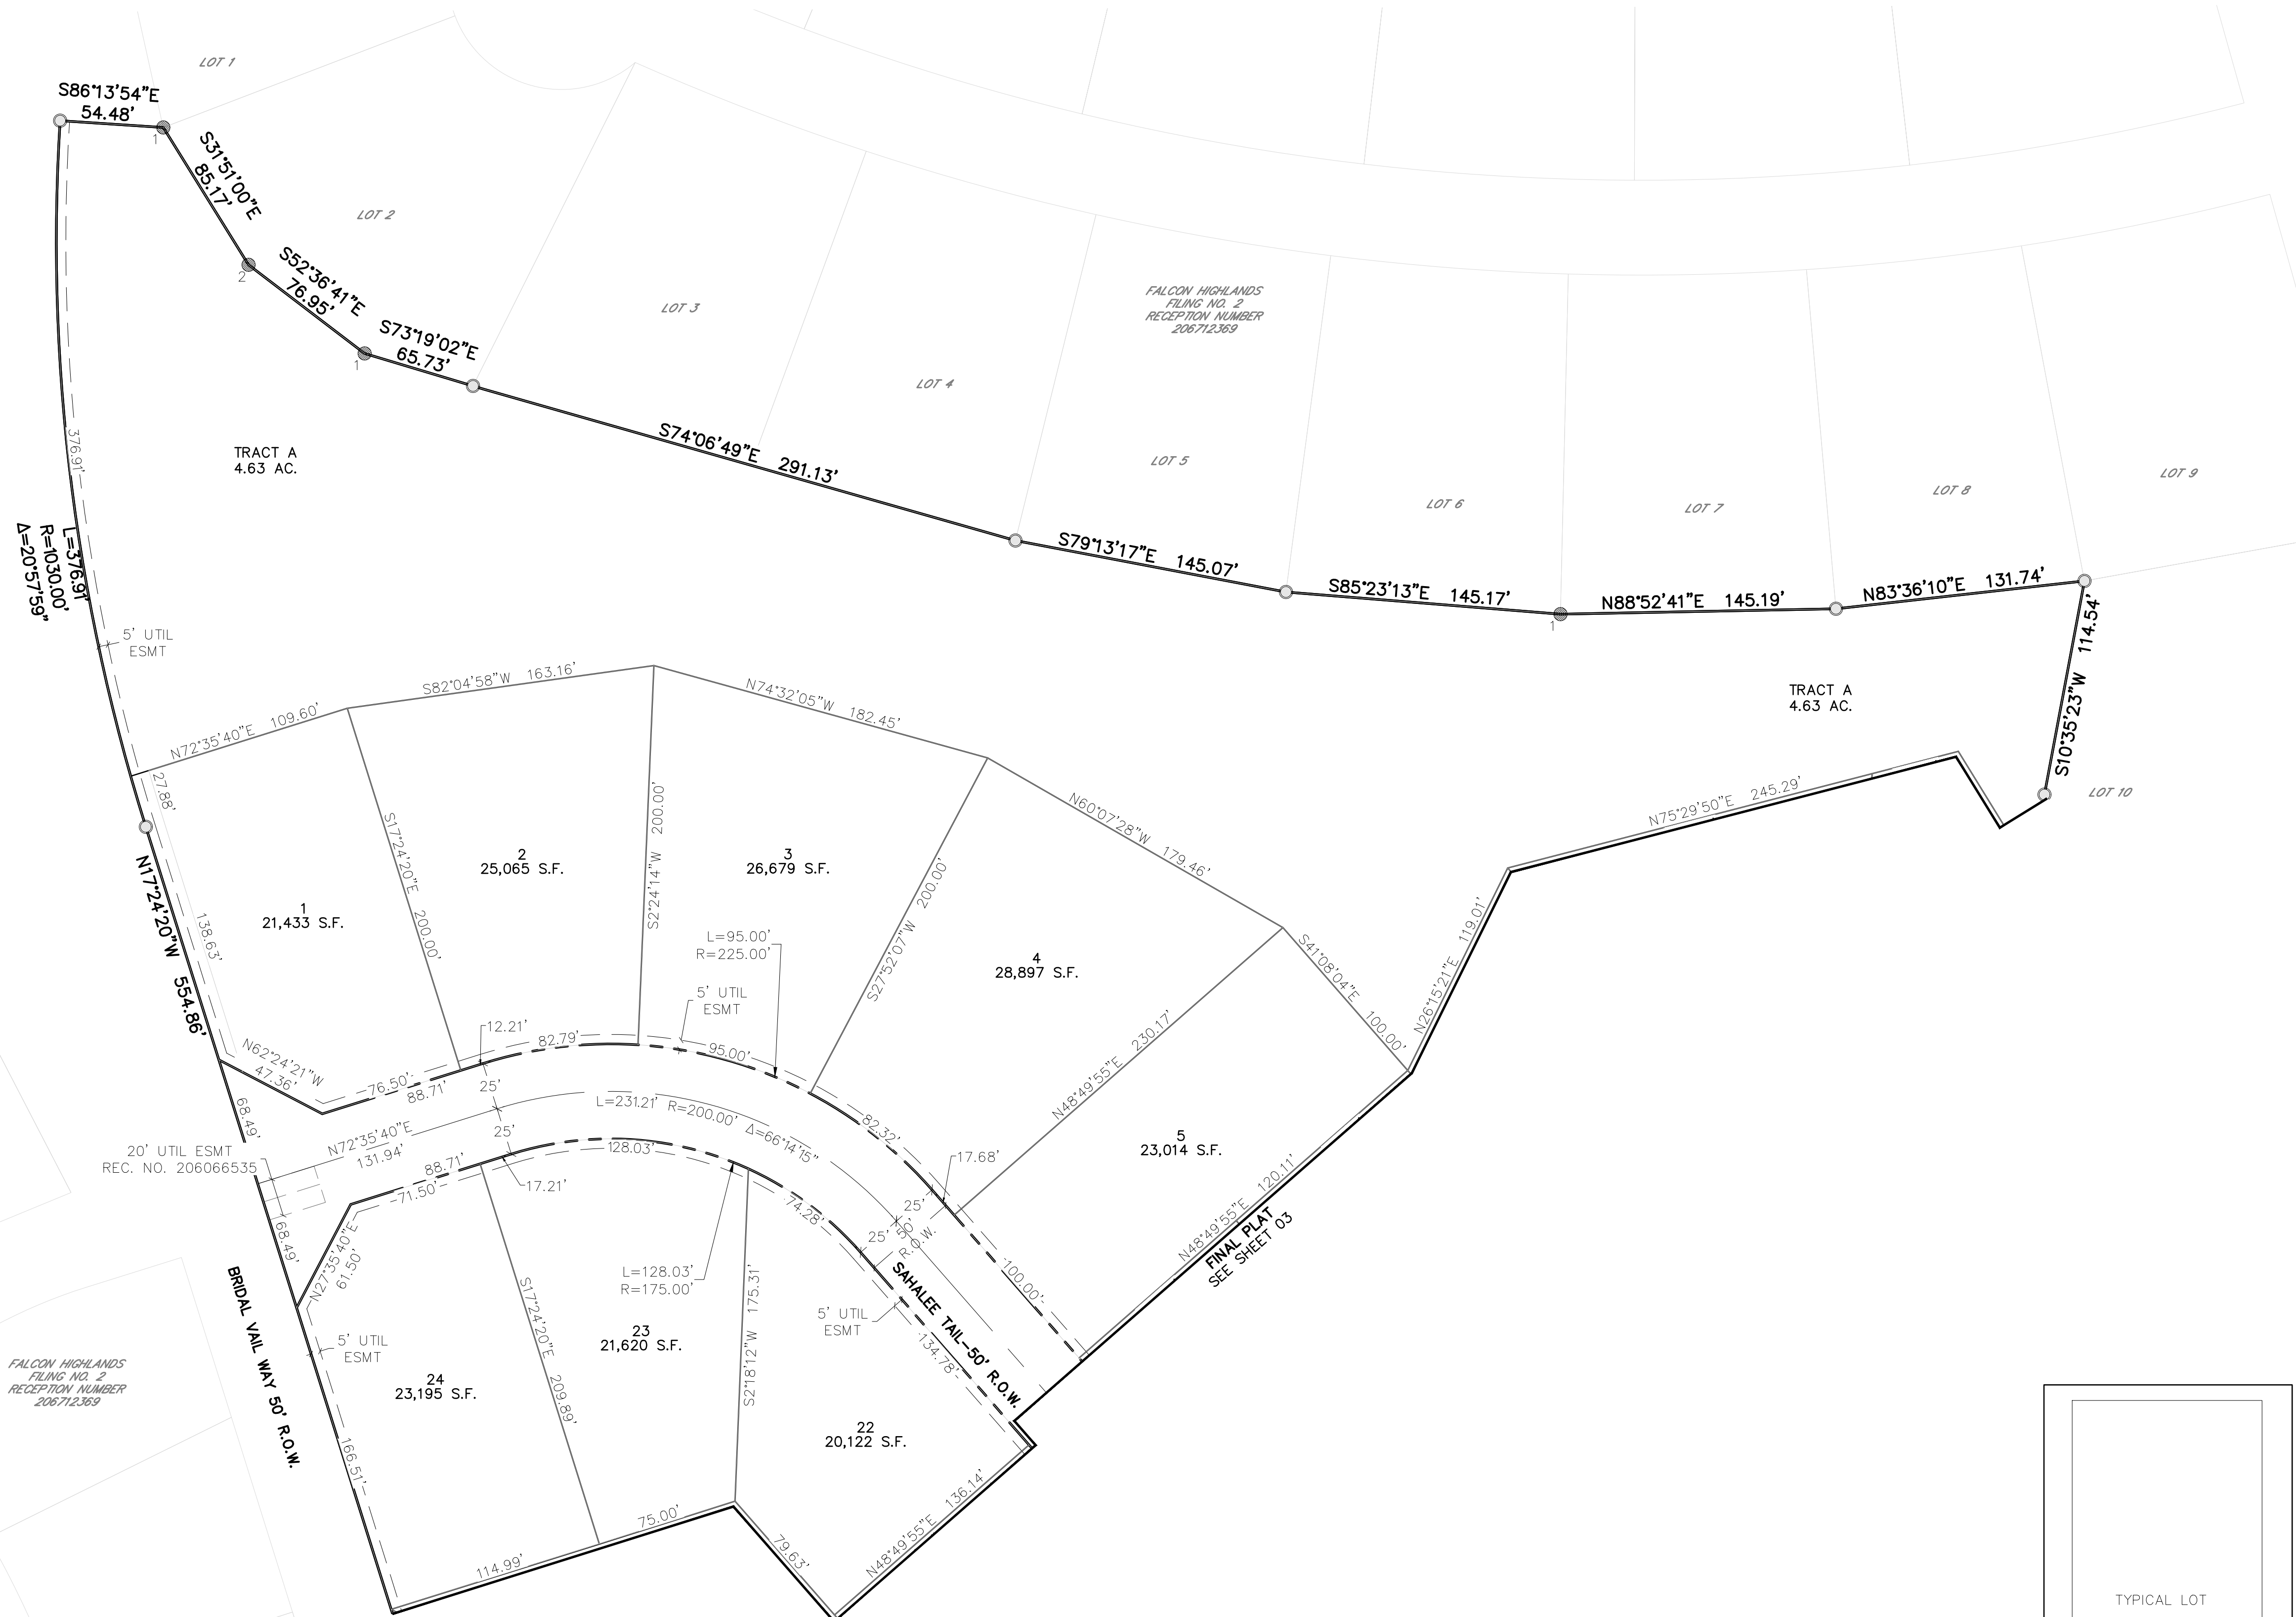 LOT 1
S86°13'54"E
54.48'
1
S31°51'00"E
85.17'
2
LOT 2
S52°36'41"E
76.95'
1
S73°19'02"E
65.73'
LOT 3
FALCON HIGHLANDS
FILING NO. 2
RECEPTION NUMBER
206712369
LOT 4
S74°06'49"E 291.13'
LOT 5
S79°13'17"E 145.07'
LOT 6
S85°23'13"E 145.17'
1
LOT 7
N88°52'41"E 145.19'
LOT 8
N83°36'10"E 131.74'
LOT 9
S10°35'23"W 114.54'
LOT 10
TRACT A
4.63 AC.
376.91'
L=376.91'
R=1030.00'
Δ=20°57'59"
5' UTIL
ESMT
TRACT A
4.63 AC.
N72°35'40"E 109.60'
S82°04'58"W 163.16'
N74°32'05"W 182.45'
N60°07'28"W 179.46'
S41°08'04"E 100.00'
N26°15'21"E 119.01'
N75°29'50"E 245.29'
27.88'
138.63'
N17°24'20"W 554.86'
1
21,433 S.F.
S17°24'20"E 200.00'
2
25,065 S.F.
S2°24'14"W 200.00'
3
26,679 S.F.
L=95.00'
R=225.00'
5' UTIL
ESMT
S27°52'07"W 200.00'
4
28,897 S.F.
N48°49'55"E 230.17'
5
23,014 S.F.
N48°49'55"E 120.11'
FINAL PLAT
SEE SHEET 03
N62°24'21"W
47.36'
76.50'
88.71'
12.21'
82.79'
95.00'
82.32'
17.68'
100.00'
25'
25'
L=231.21' R=200.00' Δ=66°14'15"
N72°35'40"E
131.94'
68.49'
20' UTIL ESMT
REC. NO. 206066535
68.49'
88.71'
71.50'
17.21'
128.03'
74.28'
25'
25'
50'
R.O.W.
SAHALEE TAIL-50' R.O.W.
5' UTIL
ESMT
134.78'
L=128.03'
R=175.00'
N27°35'40"E
61.50'
BRIDAL VAIL WAY 50' R.O.W.
5' UTIL
ESMT
24
23,195 S.F.
166.51'
S17°24'20"E 209.89'
23
21,620 S.F.
S2°18'12"W 175.31'
22
20,122 S.F.
114.99'
75.00'
79.63'
N48°49'55"E 136.14'
FALCON HIGHLANDS
FILING NO. 2
RECEPTION NUMBER
206712369
TYPICAL LOT